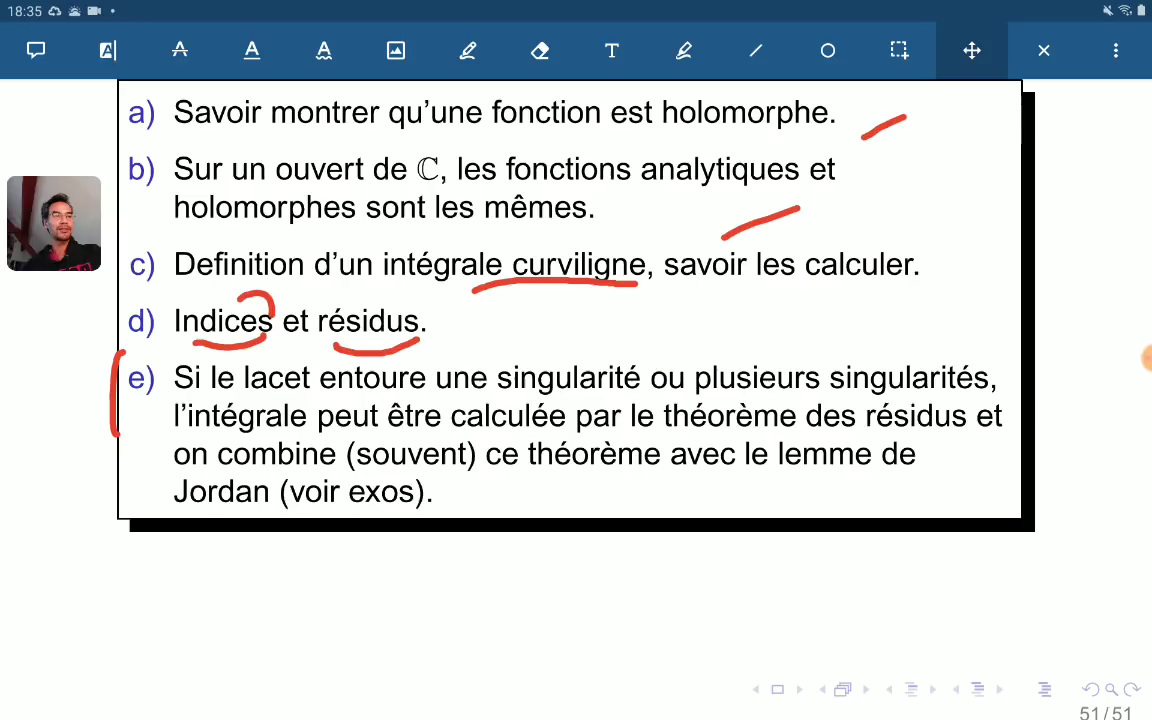 18:35
a) Savoir montrer qu’une fonction est holomorphe.
b) Sur un ouvert de ℂ, les fonctions analytiques et
holomorphes sont les mêmes.
c) Definition d’un intégrale curviligne, savoir les calculer.
d) Indices et résidus.
e) Si le lacet entoure une singularité ou plusieurs singularités,
l’intégrale peut être calculée par le théorème des résidus et
on combine (souvent) ce théorème avec le lemme de
Jordan (voir exos).
51/51